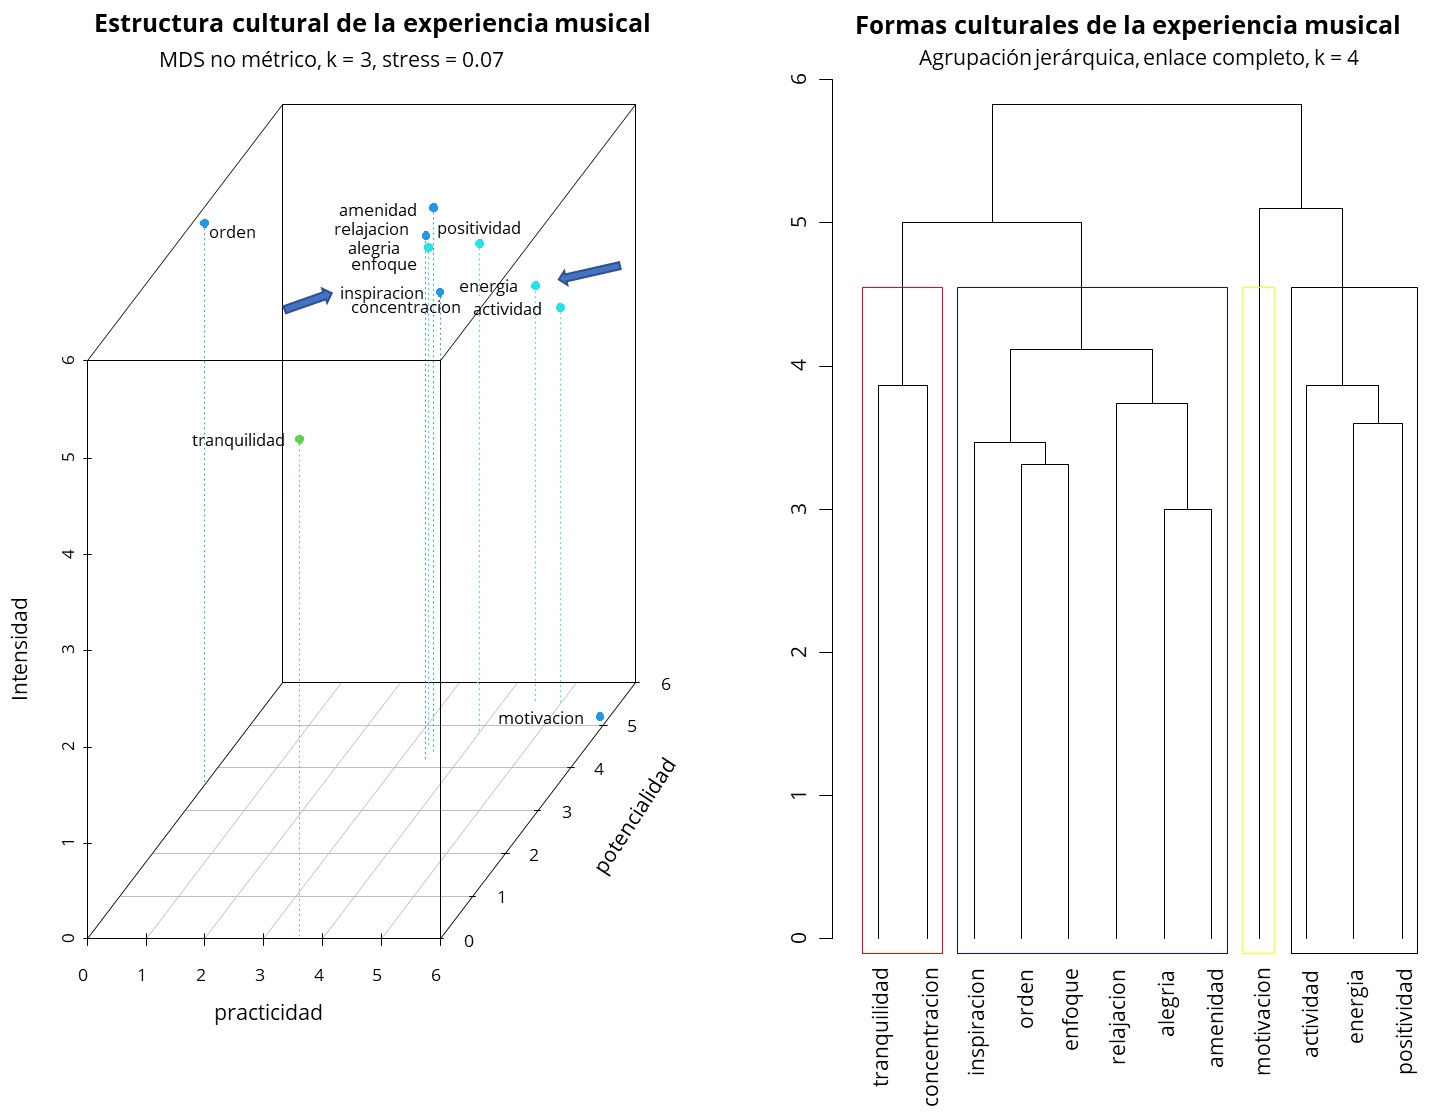 Estructura cultural de la experiencia musical
MDS no métrico, k = 3, stress = 0.07
amenidad
relajacion
positividad
orden
alegria
enfoque
inspiracion
energia
concentracion
actividad
tranquilidad
motivacion
Intensidad
0
1
2
3
4
5
6
practicidad
0
1
2
3
4
5
6
potencialidad
0
1
2
3
4
5
6
Formas culturales de la experiencia musical
Agrupación jerárquica, enlace completo, k = 4
6
5
4
3
2
1
0
tranquilidad
concentracion
inspiracion
orden
enfoque
relajacion
alegria
amenidad
motivacion
actividad
energia
positividad